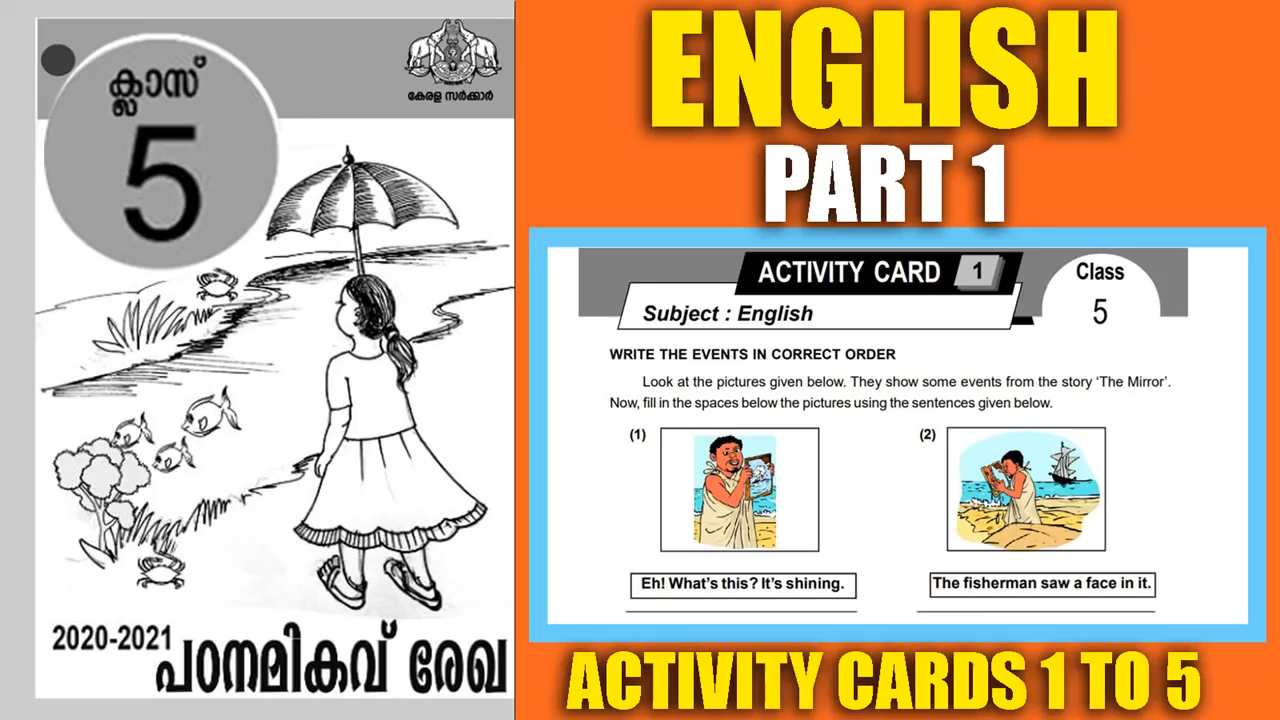 ക്ലാസ്
5
കേരള സർക്കാർ
2020-2021
പഠനമികവ് രേഖ
ENGLISH
PART 1
ACTIVITY CARD 1
Class
5
Subject : English
WRITE THE EVENTS IN CORRECT ORDER
Look at the pictures given below. They show some events from the story ‘The Mirror’.
Now, fill in the spaces below the pictures using the sentences given below.
(1)
(2)
Eh! What’s this? It’s shining.
The fisherman saw a face in it.
ACTIVITY CARDS 1 TO 5